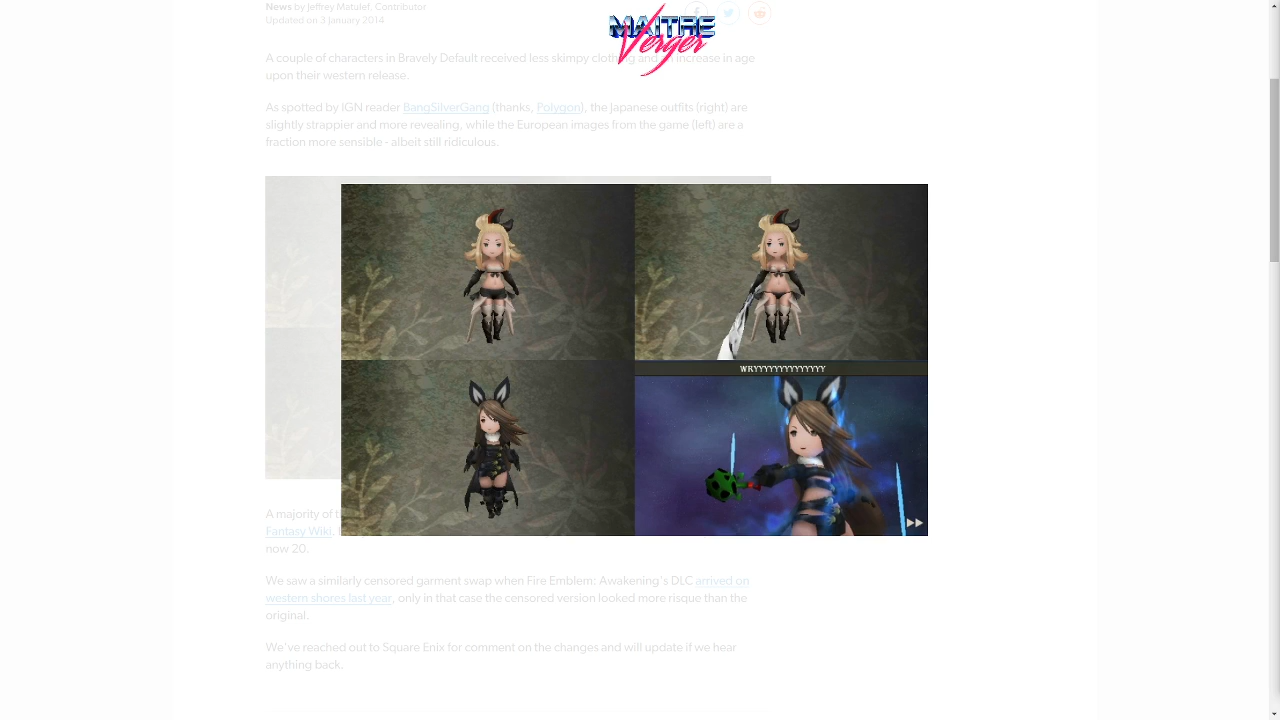 News by Jeffrey Matulef, Contributor
Updated on 3 January 2014
MAITRE
Verger
A couple of characters in Bravely Default received less skimpy clothing and an increase in age
upon their western release.
As spotted by IGN reader BangSilverGang (thanks, Polygon), the Japanese outfits (right) are
slightly strappier and more revealing, while the European images from the game (left) are a
fraction more sensible - albeit still ridiculous.
WRYYYYYYYYYYYYYY
A majority of
Fantasy Wiki,
now 20.
We saw a similarly censored garment swap when Fire Emblem: Awakening's DLC arrived on
western shores last year, only in that case the censored version looked more risque than the
original.
We've reached out to Square Enix for comment on the changes and will update if we hear
anything back.